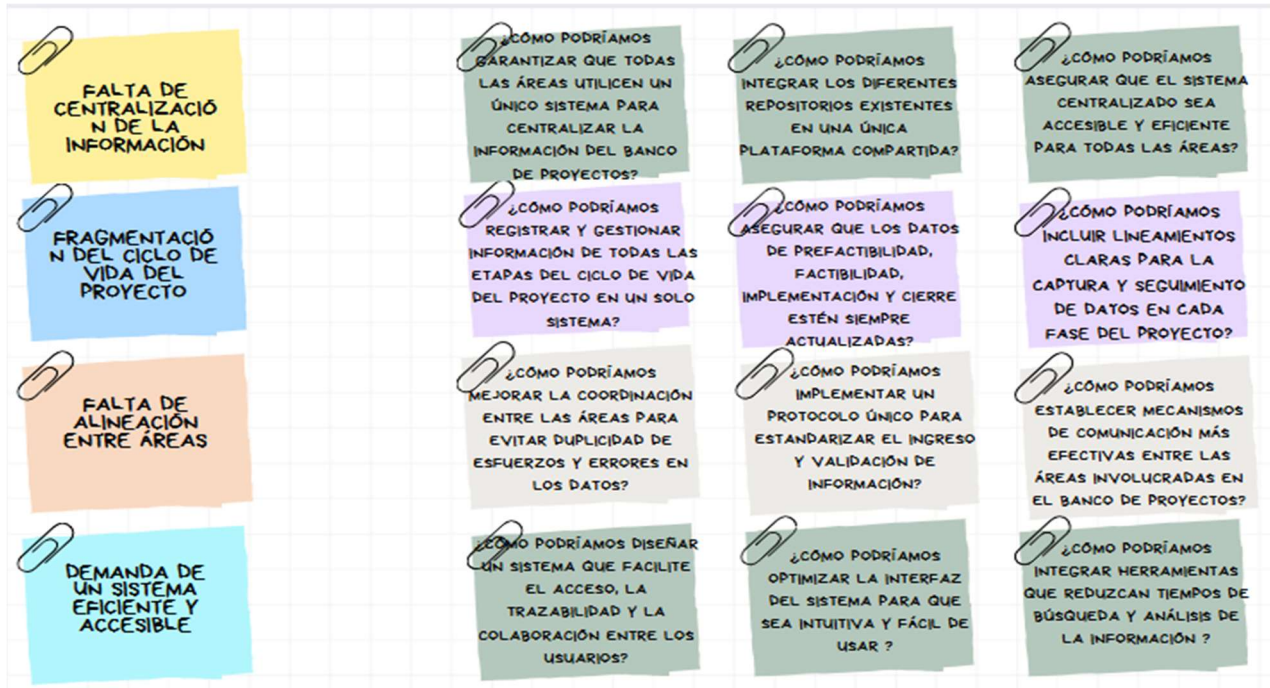 FALTA DE
CENTRALIZACIÓ
N DE LA
INFORMACIÓN
¿CÓMO PODRÍAMOS
GARANTIZAR QUE TODAS
LAS ÁREAS UTILICEN UN
ÚNICO SISTEMA PARA
CENTRALIZAR LA
INFORMACIÓN DEL BANCO
DE PROYECTOS?
¿CÓMO PODRÍAMOS
INTEGRAR LOS DIFERENTES
REPOSITORIOS EXISTENTES
EN UNA ÚNICA
PLATAFORMA COMPARTIDA?
¿CÓMO PODRÍAMOS
ASEGURAR QUE EL SISTEMA
CENTRALIZADO SEA
ACCESIBLE Y EFICIENTE
PARA TODAS LAS ÁREAS?
FRAGMENTACIÓ
N DEL CICLO DE
VIDA DEL
PROYECTO
¿CÓMO PODRÍAMOS
REGISTRAR Y GESTIONAR
INFORMACIÓN DE TODAS LAS
ETAPAS DEL CICLO DE VIDA
DEL PROYECTO EN UN SOLO
SISTEMA?
¿CÓMO PODRÍAMOS
ASEGURAR QUE LOS DATOS
DE PREFACTIBILIDAD,
FACTIBILIDAD,
IMPLEMENTACIÓN Y CIERRE
ESTÉN SIEMPRE
ACTUALIZADAS?
¿CÓMO PODRÍAMOS
INCLUIR LINEAMIENTOS
CLARAS PARA LA
CAPTURA Y SEGUIMIENTO
DE DATOS EN CADA
FASE DEL PROYECTO?
FALTA DE
ALINEACIÓN
ENTRE ÁREAS
¿CÓMO PODRÍAMOS
MEJORAR LA COORDINACIÓN
ENTRE LAS ÁREAS PARA
EVITAR DUPLICIDAD DE
ESFUERZOS Y ERRORES EN
LOS DATOS?
¿CÓMO PODRÍAMOS
IMPLEMENTAR UN
PROTOCOLO ÚNICO PARA
ESTANDARIZAR EL INGRESO
Y VALIDACIÓN DE
INFORMACIÓN?
¿CÓMO PODRÍAMOS
ESTABLECER MECANISMOS
DE COMUNICACIÓN MÁS
EFECTIVAS ENTRE LAS
ÁREAS INVOLUCRADAS EN
EL BANCO DE PROYECTOS?
DEMANDA DE
UN SISTEMA
EFICIENTE Y
ACCESIBLE
¿CÓMO PODRÍAMOS DISEÑAR
UN SISTEMA QUE FACILITE
EL ACCESO, LA
TRAZABILIDAD Y LA
COLABORACIÓN ENTRE LOS
USUARIOS?
¿CÓMO PODRÍAMOS
OPTIMIZAR LA INTERFAZ
DEL SISTEMA PARA QUE
SEA INTUITIVA Y FÁCIL DE
USAR ?
¿CÓMO PODRÍAMOS
INTEGRAR HERRAMIENTAS
QUE REDUZCAN TIEMPOS DE
BÚSQUEDA Y ANÁLISIS DE
LA INFORMACIÓN ?